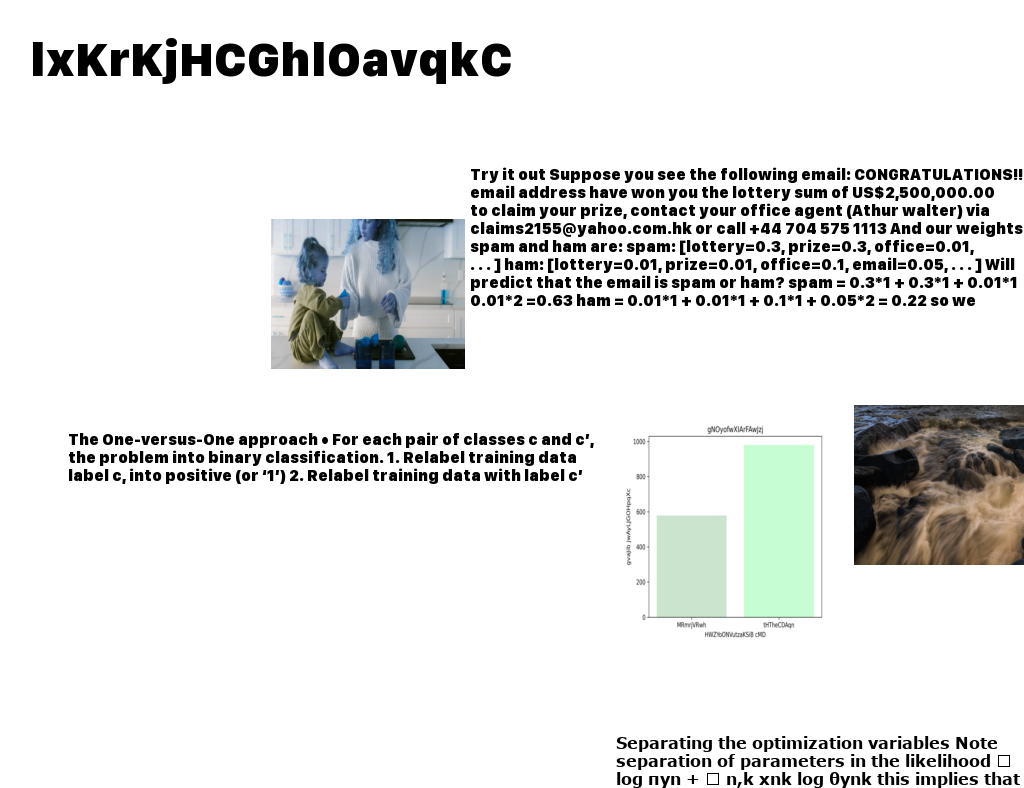 lxKrKjHCGhlOavqkC
Try it out Suppose you see the following email: CONGRATULATIONS!!
email address have won you the lottery sum of US$2,500,000.00
to claim your prize, contact your office agent (Athur walter) via
claims2155@yahoo.com.hk or call +44 704 575 1113 And our weights
spam and ham are: spam: [lottery=0.3, prize=0.3, office=0.01,
. . . ] ham: [lottery=0.01, prize=0.01, office=0.1, email=0.05, . . . ] Will
predict that the email is spam or ham? spam = 0.3*1 + 0.3*1 + 0.01*1
0.01*2 =0.63 ham = 0.01*1 + 0.01*1 + 0.1*1 + 0.05*2 = 0.22 so we
The One-versus-One approach • For each pair of classes c and c′,
the problem into binary classification. 1. Relabel training data
label c, into positive (or ‘1’) 2. Relabel training data with label c′
gNOyofwXlArFAwJzj
1000
800
600
400
200
0
MRmrjVRwh tHTheCDAqn
HWZYoONVutzaKSiB cMD
Separating the optimization variables Note
separation of parameters in the likelihood □
log πyn + □ n,k xnk log θynk this implies that